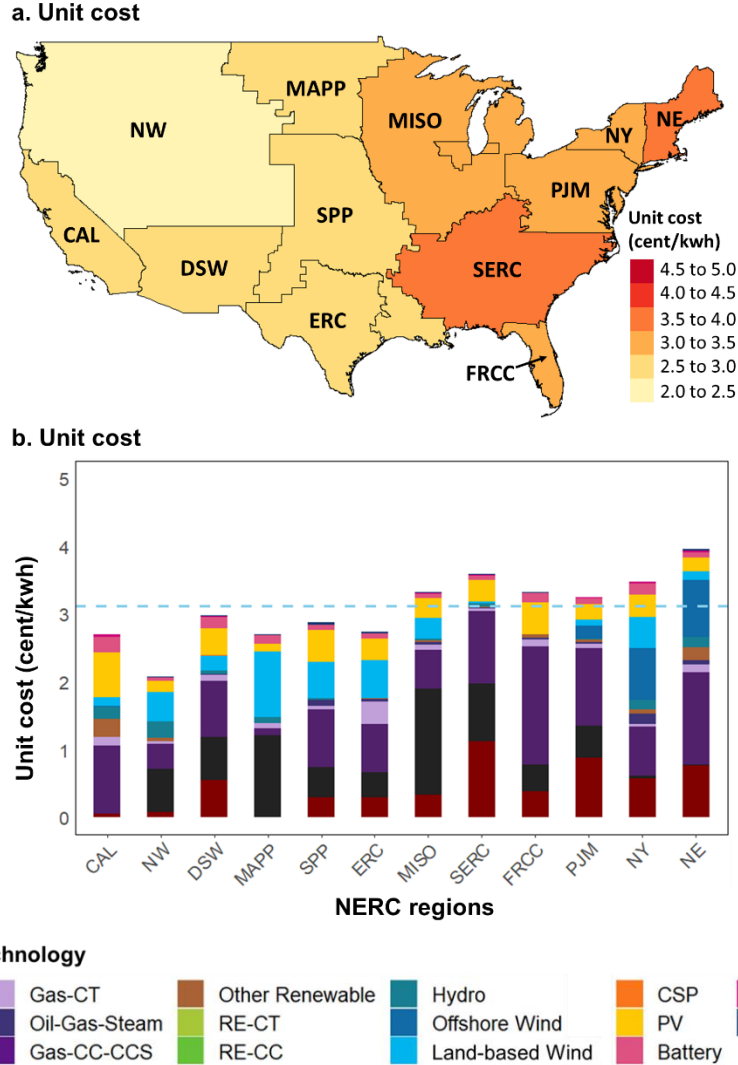 a. Unit cost
MAPP
MISO
NE
NY
NW
PJM
SPP
CAL
DSW
SERC
ERC
FRCC
Unit cost
(cent/kwh)
4.5 to 5.0
4.0 to 4.5
3.5 to 4.0
3.0 to 3.5
2.5 to 3.0
2.0 to 2.5
b. Unit cost
Unit cost (cent/kwh)
5
4
3
2
1
0
CAL
NW
DSW
MAPP
SPP
ERC
MISO
SERC
FRCC
PJM
NY
NE
NERC regions
chnology
Gas-CT Other Renewable Hydro CSP
Oil-Gas-Steam RE-CT Offshore Wind PV
Gas-CC-CCS RE-CC Land-based Wind Battery